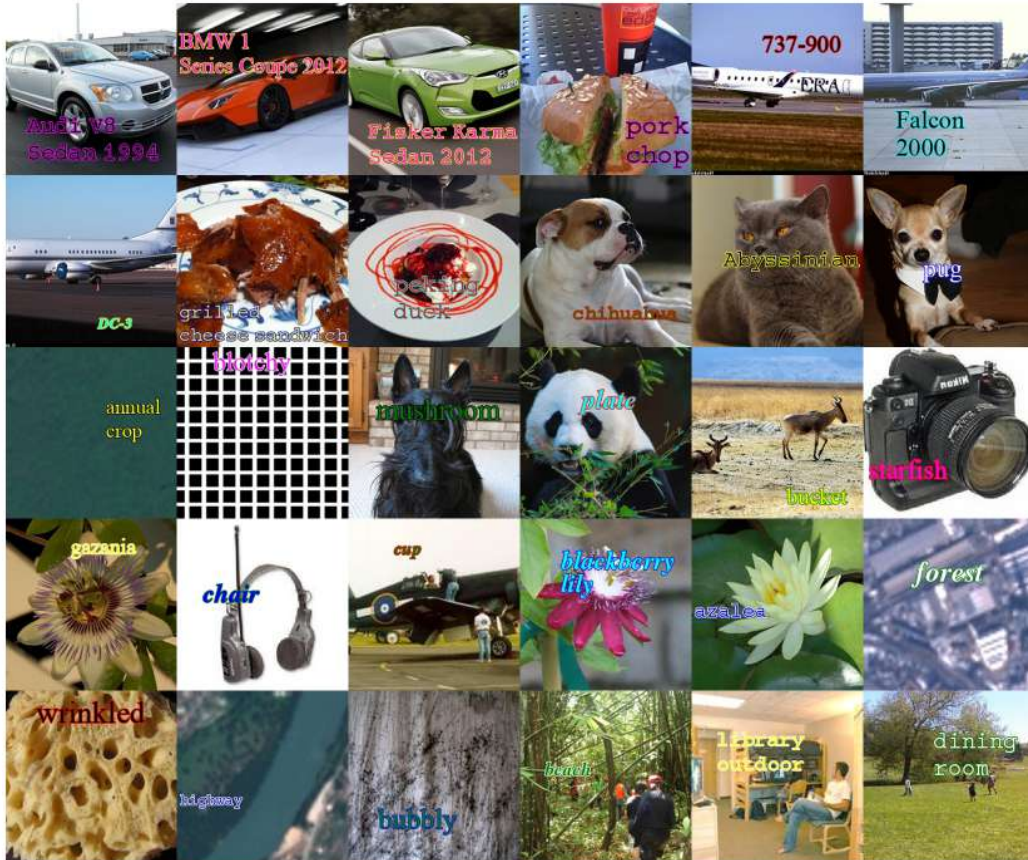 BMW 1
Series Coupe 2012
Audi V8
Sedan 1994
Fisker Karma
Sedan 2012
pork
chop
737-900
ERA
Falcon
2000
DC-3
grilled
cheese sandwich
peking
duck
chihuahua
Abyssinian
pug
annual
crop
blotchy
mushroom
plate
bucket
Nikon
starfish
gazania
chair
cup
blackberry
lily
azalea
forest
wrinkled
highway
bubbly
beach
library
outdoor
dining
room